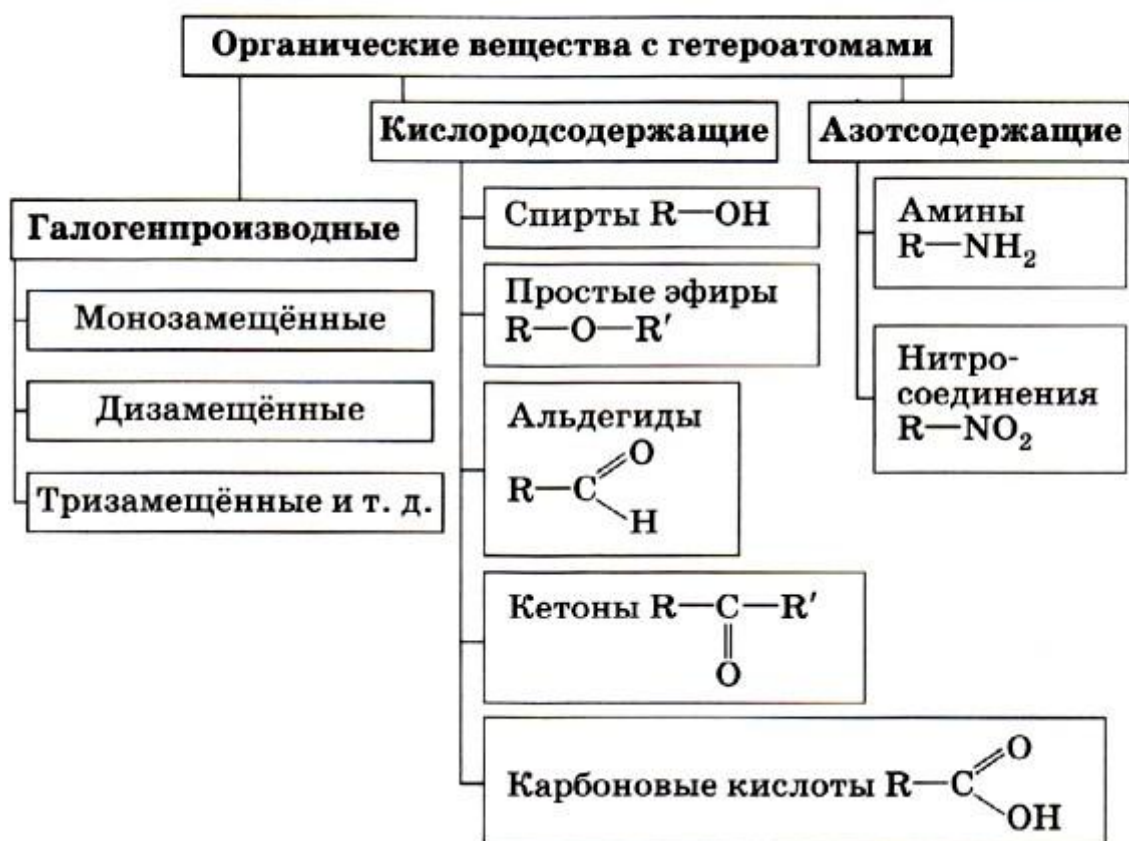 Органические вещества с гетероатомами
Галогенпроизводные
Монозамещённые
Дизамещённые
Тризамещённые и т. д.
Кислородсодержащие
Спирты R—OH
Простые эфиры
R—O—R′
Альдегиды
O
R—C
H
Кетоны R—C—R′
O
O
Карбоновые кислоты R—C
OH
Азотсодержащие
Амины
R—NH₂
Нитро-
соединения
R—NO₂